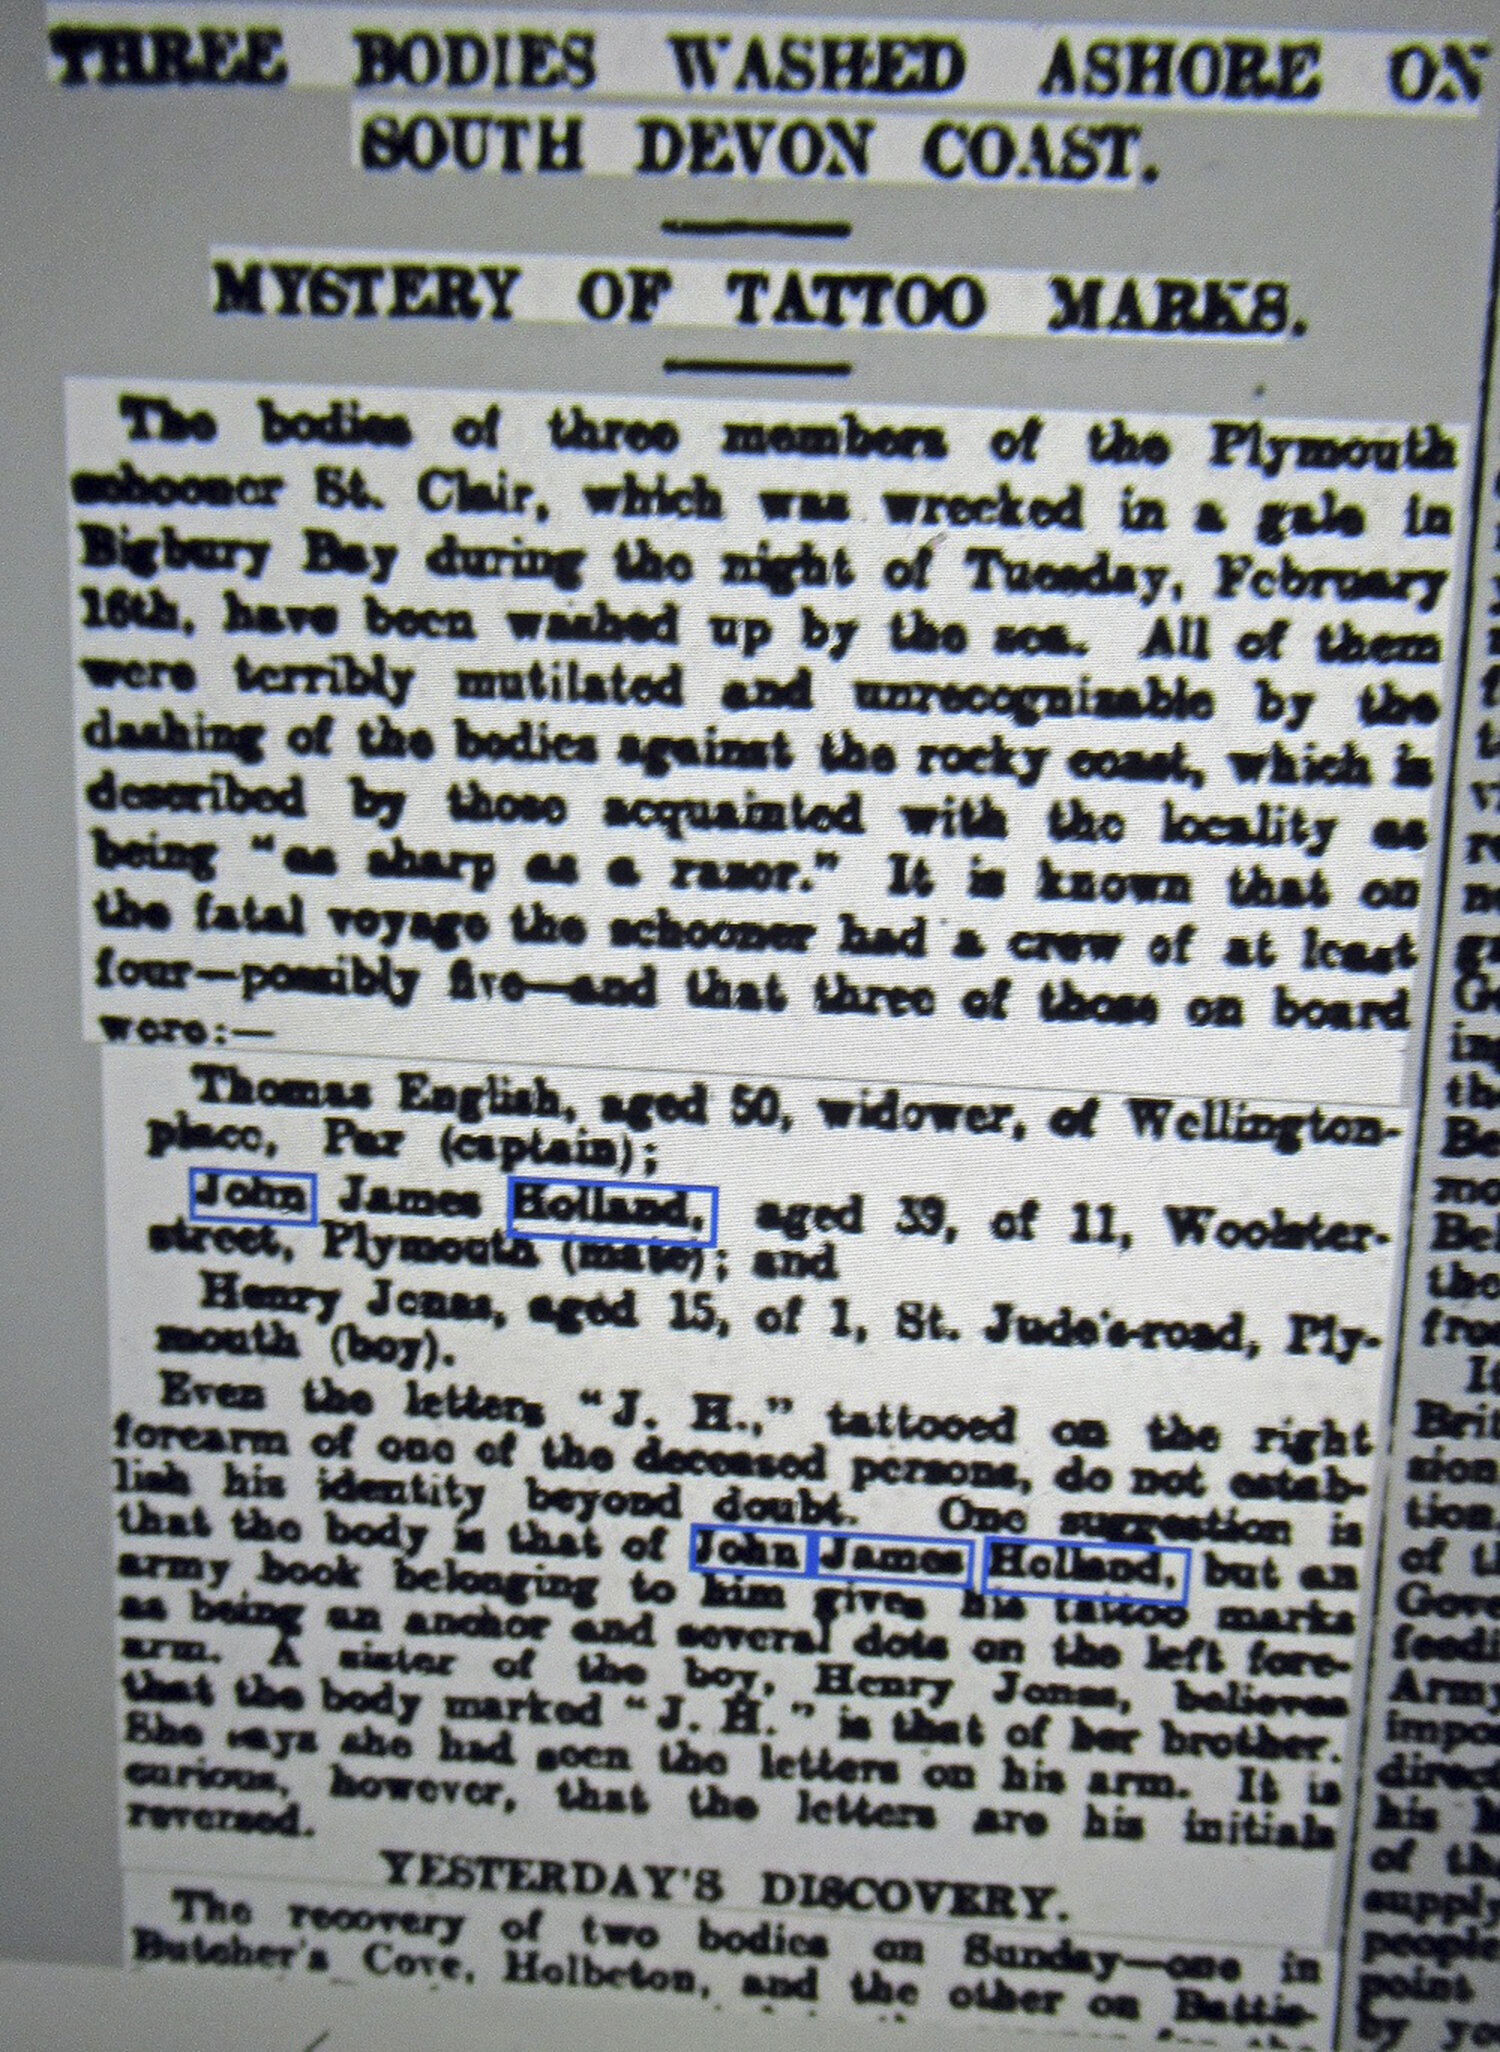 THREE BODIES WASHED ASHORE ON
SOUTH DEVON COAST.
MYSTERY OF TATTOO MARKS.
The bodies of three members of the Plymouth
schooner St. Clair, which was wrecked in a gale in
Bigbury Bay during the night of Tuesday, February
16th, have been washed up by the sea. All of them
were terribly mutilated and unrecognisable by the
dashing of the bodies against the rocky coast, which is
described by those acquainted with the locality as
being "as sharp as a razor." It is known that on
the fatal voyage the schooner had a crew of at least
four—possibly five—and that three of those on board
were:—
Thomas English, aged 50, widower, of Wellington-
place, Par (captain);
John James Holland, aged 39, of 11, Woolster-
street, Plymouth (mate); and
Henry Jonas, aged 15, of 1, St. Jude's-road, Ply-
mouth (boy).
Even the letters "J. H.," tattooed on the right
forearm of one of the deceased persons, do not estab-
lish his identity beyond doubt. One suggestion is
that the body is that of John James Holland, but an
army book belonging to him gives his tattoo marks
as being an anchor and several dots on the left fore-
arm. A sister of the boy, Henry Jonas, believes
that the body marked "J. H." is that of her brother.
She says she had seen the letters on his arm. It is
curious, however, that the letters are his initials
reversed.
YESTERDAY'S DISCOVERY.
The recovery of two bodies on Sunday—one in
Butcher's Cove, Holbeton, and the other on Battis-